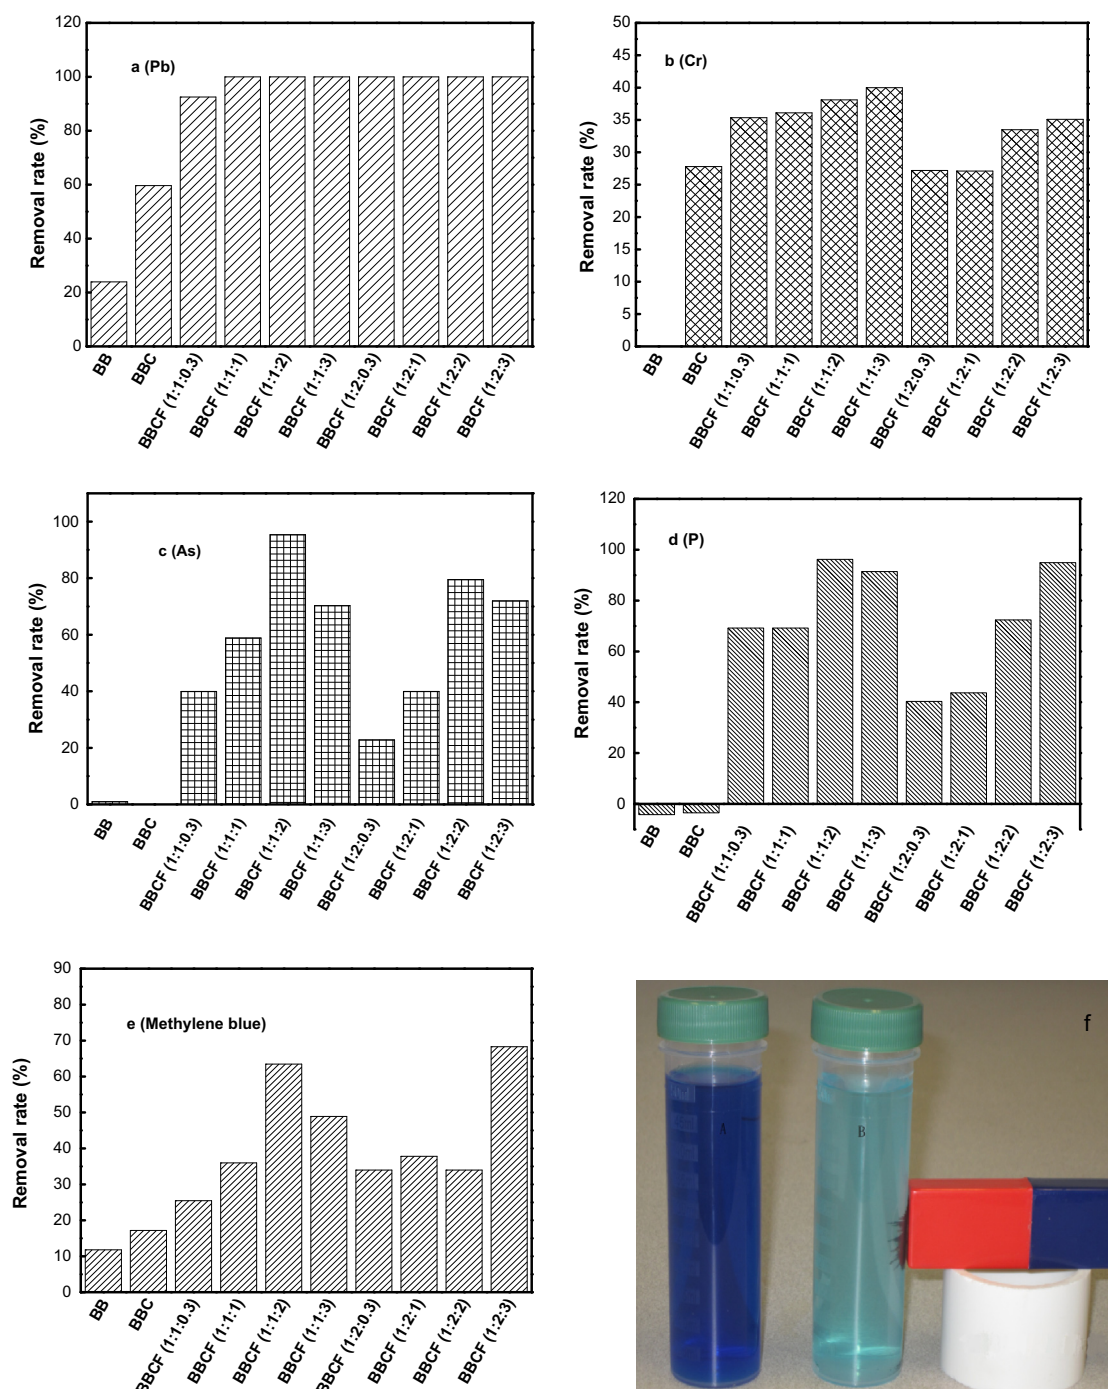 a (Pb)
Removal rate (%)
120
100
80
60
40
20
0
BB
BBC
BBCF (1:1:0.3)
BBCF (1:1:1)
BBCF (1:1:2)
BBCF (1:1:3)
BBCF (1:2:0.3)
BBCF (1:2:1)
BBCF (1:2:2)
BBCF (1:2:3)
b (Cr)
Removal rate (%)
50
45
40
35
30
25
20
15
10
5
0
BB
BBC
BBCF (1:1:0.3)
BBCF (1:1:1)
BBCF (1:1:2)
BBCF (1:1:3)
BBCF (1:2:0.3)
BBCF (1:2:1)
BBCF (1:2:2)
BBCF (1:2:3)
c (As)
Removal rate (%)
100
80
60
40
20
0
BB
BBC
BBCF (1:1:0.3)
BBCF (1:1:1)
BBCF (1:1:2)
BBCF (1:1:3)
BBCF (1:2:0.3)
BBCF (1:2:1)
BBCF (1:2:2)
BBCF (1:2:3)
d (P)
Removal rate (%)
120
100
80
60
40
20
0
BB
BBC
BBCF (1:1:0.3)
BBCF (1:1:1)
BBCF (1:1:2)
BBCF (1:1:3)
BBCF (1:2:0.3)
BBCF (1:2:1)
BBCF (1:2:2)
BBCF (1:2:3)
e (Methylene blue)
Removal rate (%)
90
80
70
60
50
40
30
20
10
0
BB
BBC
BBCF (1:1:0.3)
BBCF (1:1:1)
BBCF (1:1:2)
BBCF (1:1:3)
BBCF (1:2:0.3)
BBCF (1:2:1)
BBCF (1:2:2)
BBCF (1:2:3)
f
A
B